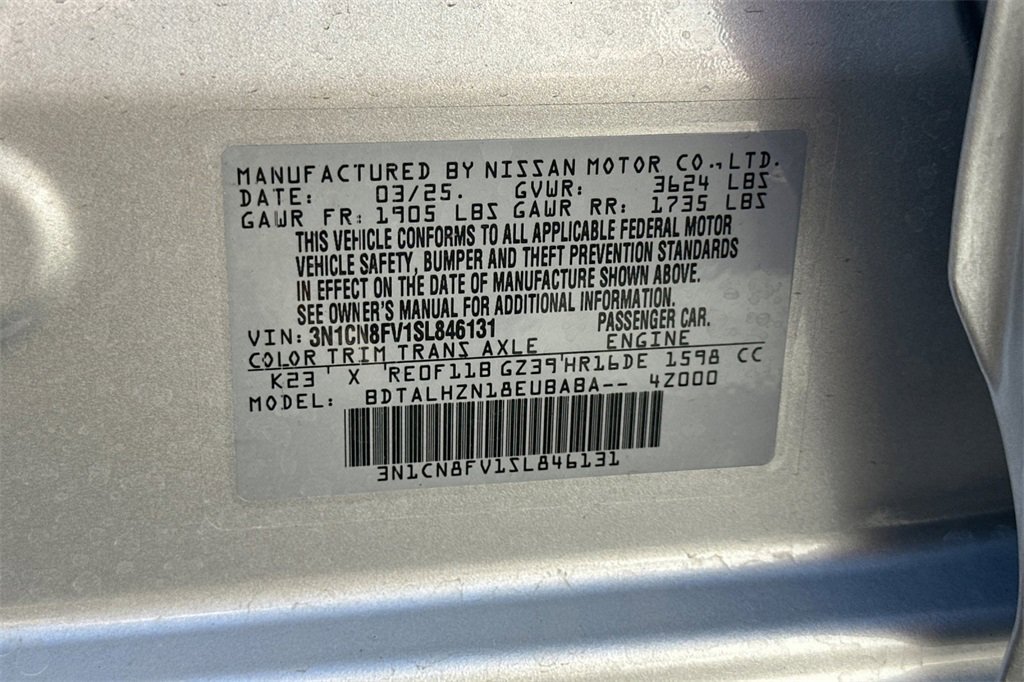 MANUFACTURED BY NISSAN MOTOR CO.,LTD.
DATE: 03/25. GVWR: 3624 LBS
GAWR FR: 1905 LBS GAWR RR: 1735 LBS
THIS VEHICLE CONFORMS TO ALL APPLICABLE FEDERAL MOTOR
VEHICLE SAFETY, BUMPER AND THEFT PREVENTION STANDARDS
IN EFFECT ON THE DATE OF MANUFACTURE SHOWN ABOVE.
SEE OWNER'S MANUAL FOR ADDITIONAL INFORMATION.
VIN: 3N1CN8FV1SL846131 PASSENGER CAR.
COLOR TRIM TRANS AXLE ENGINE
K23 ' X 'RE0F11B GZ39'HR16DE 1598 CC
MODEL: BDTALHZN18EUBABA-- 4Z000
3N1CN8FV1SL846131